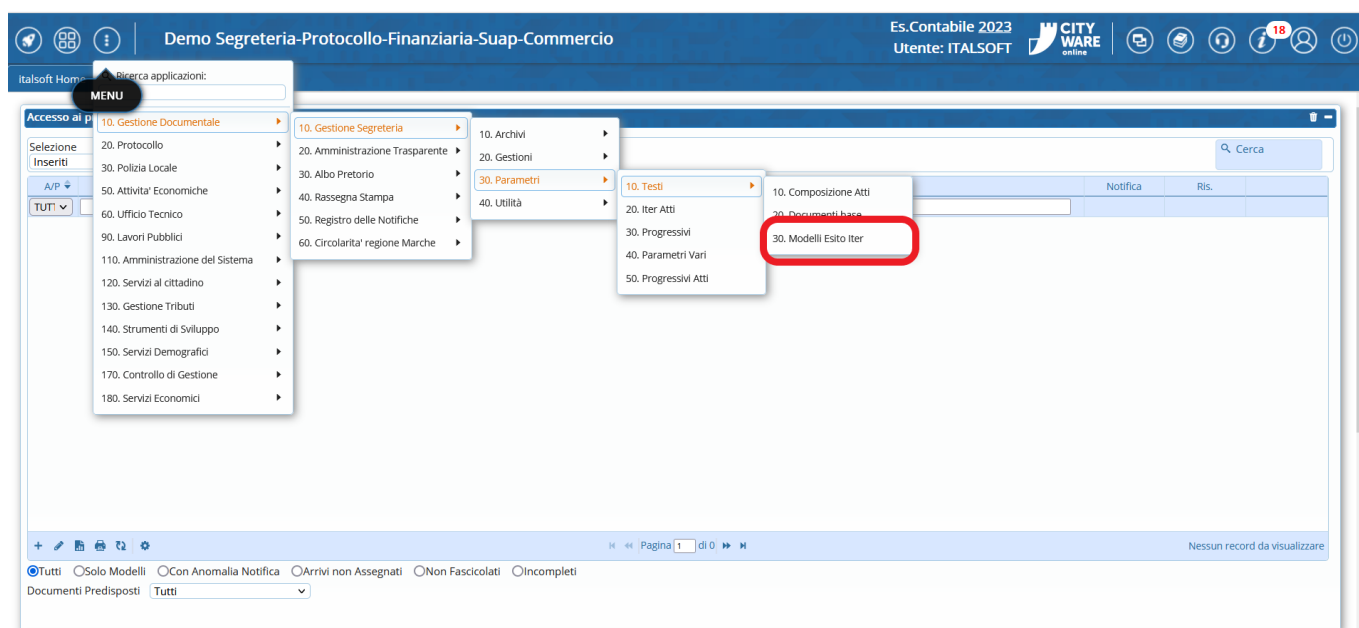 Demo Segreteria-Protocollo-Finanziaria-Suap-Commercio
Es.Contabile 2023
Utente: ITALSOFT
CITY
WARE
online
18
italsoft Home
Ricerca applicazioni:
MENU
Accesso ai p
Selezione
Inseriti
Cerca
A/P
Notifica
Ris.
TUT
10. Gestione Documentale
20. Protocollo
30. Polizia Locale
50. Attivita' Economiche
60. Ufficio Tecnico
90. Lavori Pubblici
110. Amministrazione del Sistema
120. Servizi al cittadino
130. Gestione Tributi
140. Strumenti di Sviluppo
150. Servizi Demografici
170. Controllo di Gestione
180. Servizi Economici
10. Gestione Segreteria
20. Amministrazione Trasparente
30. Albo Pretorio
40. Rassegna Stampa
50. Registro delle Notifiche
60. Circolarita' regione Marche
10. Archivi
20. Gestioni
30. Parametri
40. Utilità
10. Testi
20. Iter Atti
30. Progressivi
40. Parametri Vari
50. Progressivi Atti
10. Composizione Atti
20. Documenti base
30. Modelli Esito Iter
Pagina 1 di 0
Nessun record da visualizzare
Tutti Solo Modelli Con Anomalia Notifica Arrivi non Assegnati Non Fascicolati Incompleti
Documenti Predisposti Tutti